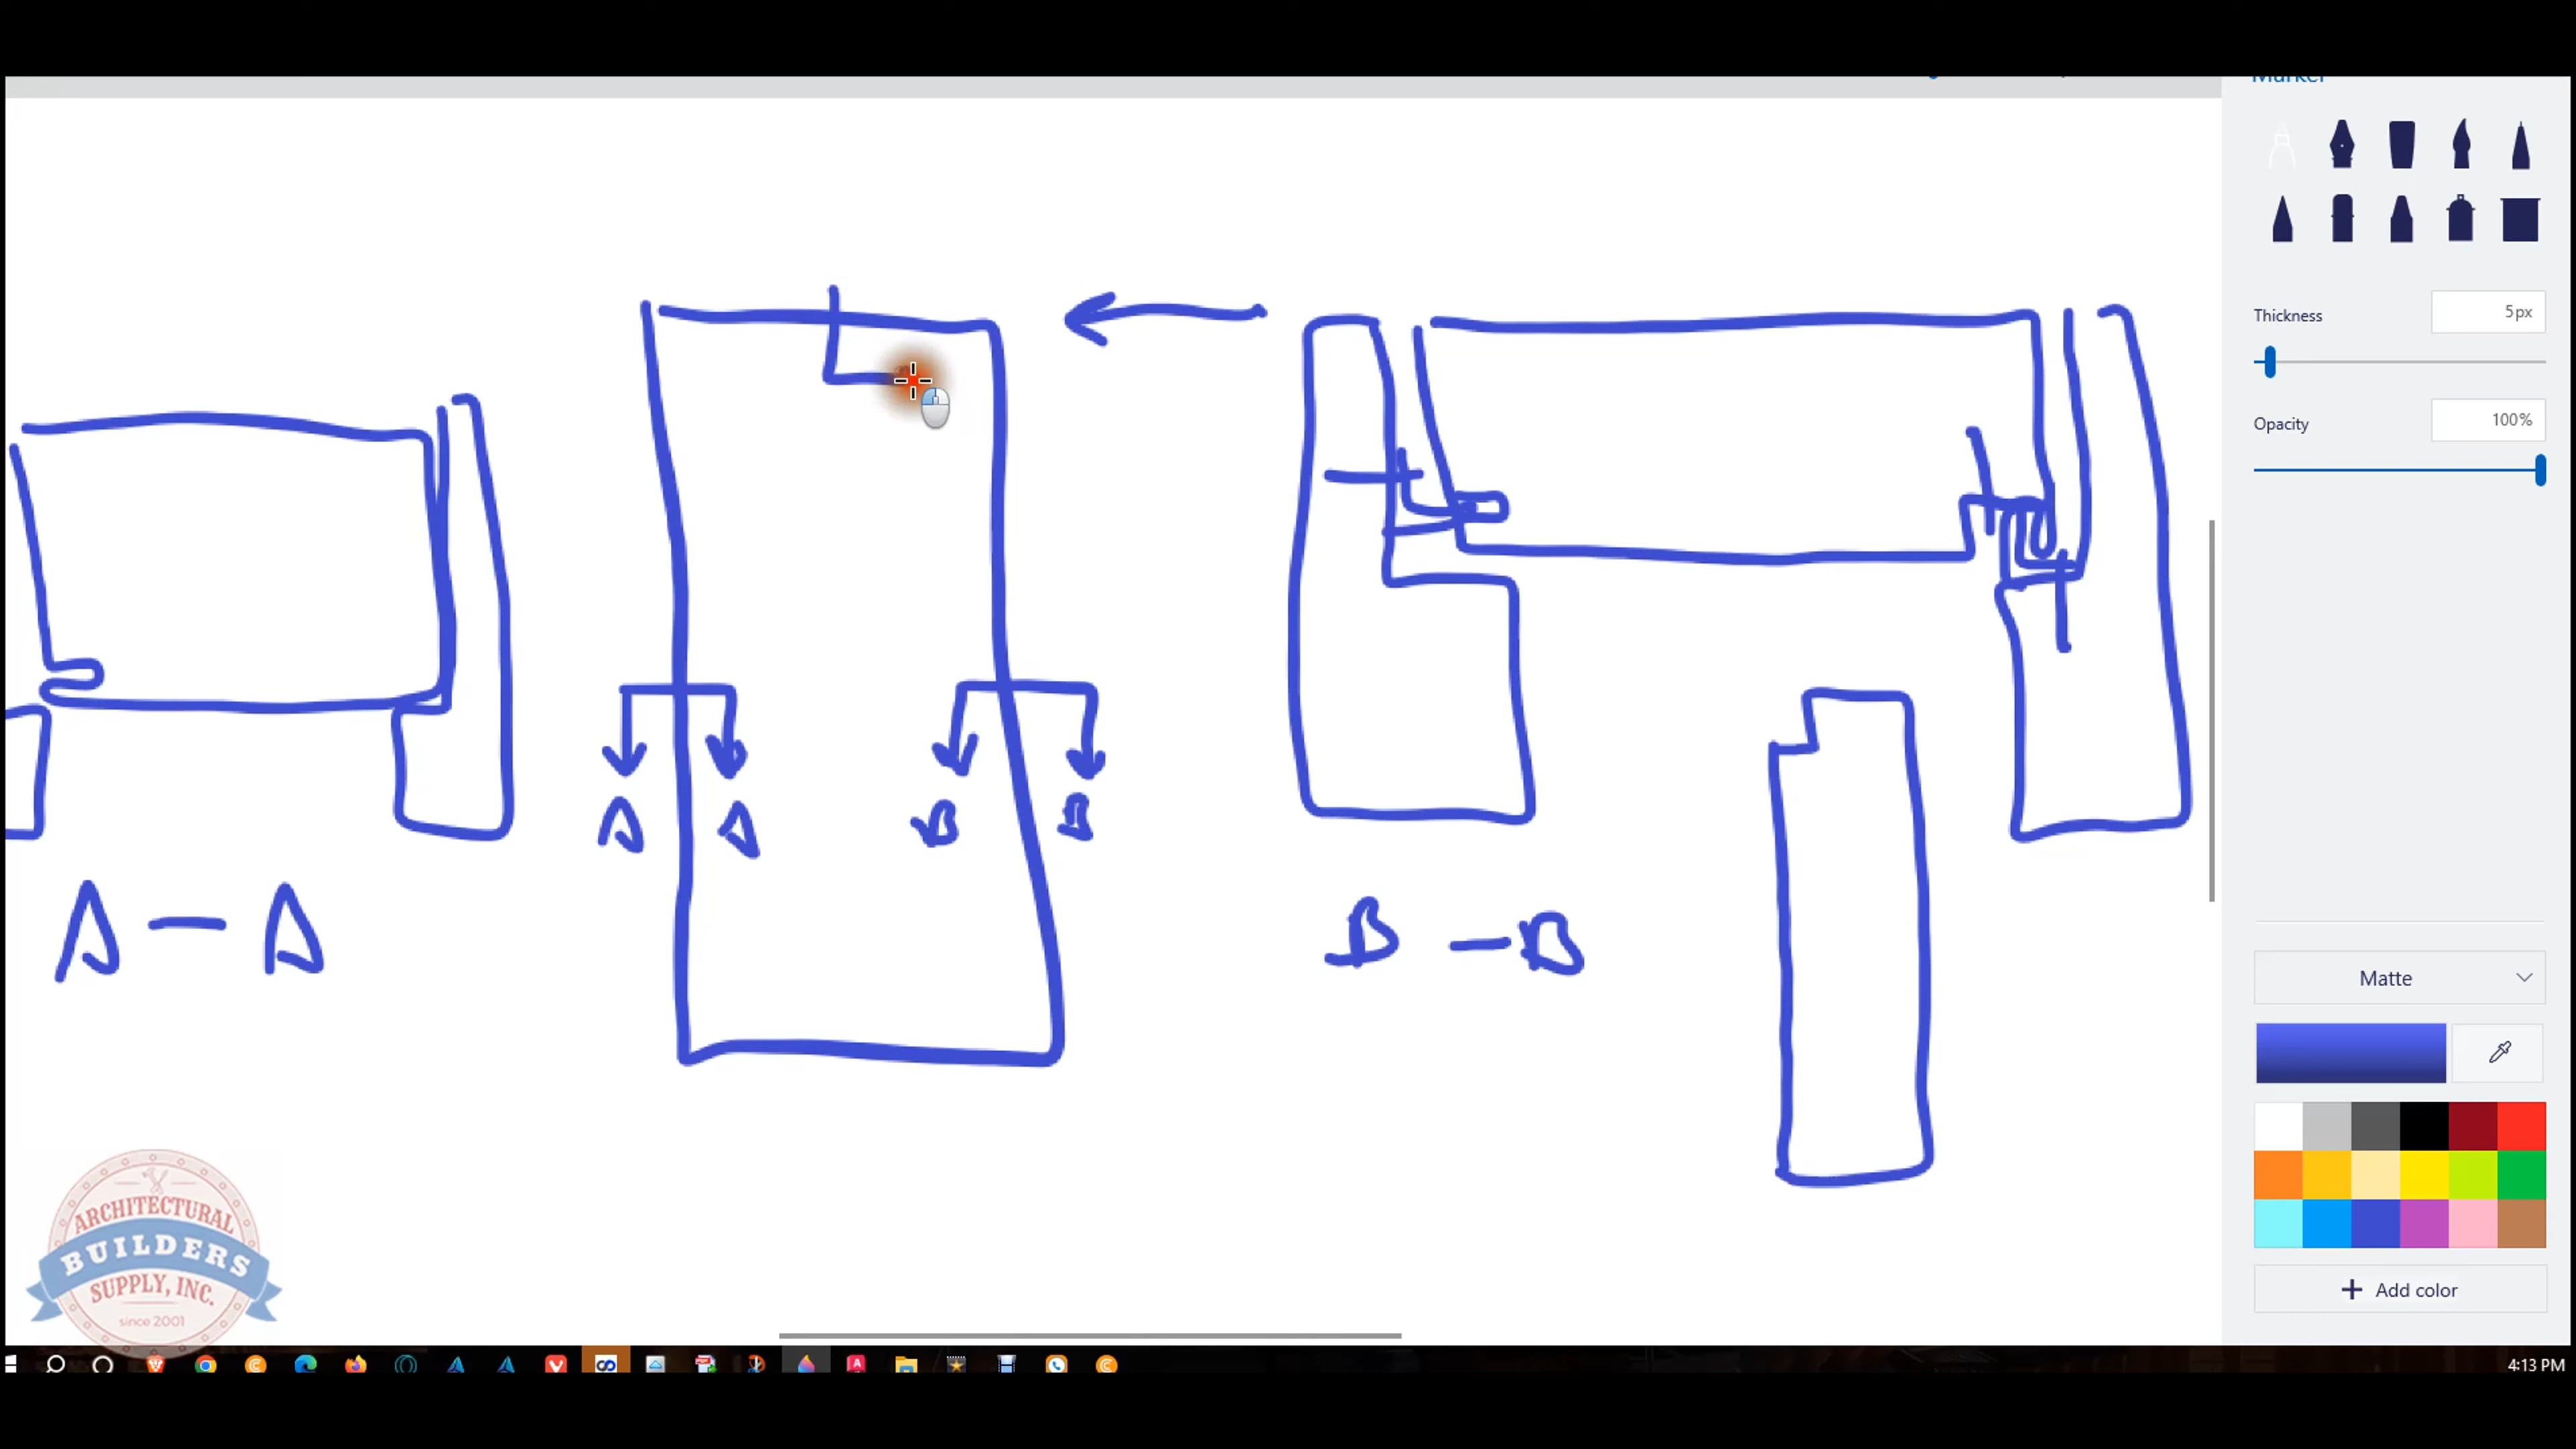 Marker
Thickness
5px
Opacity
100%
A A B B
A - A
B - B
Matte
Add color
ARCHITECTURAL
BUILDERS
SUPPLY, INC.
since 2001
4:13 PM